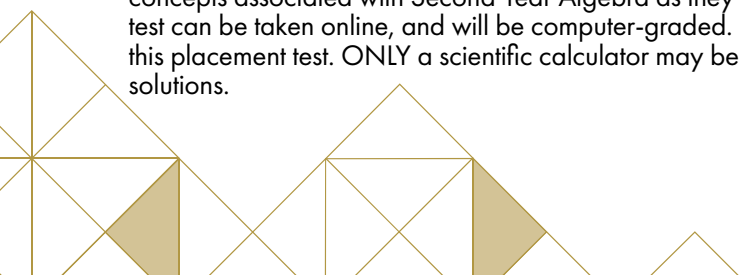 concepts associated with Second Year Algebra as they
test can be taken online, and will be computer-graded.
this placement test. ONLY a scientific calculator may be
solutions.